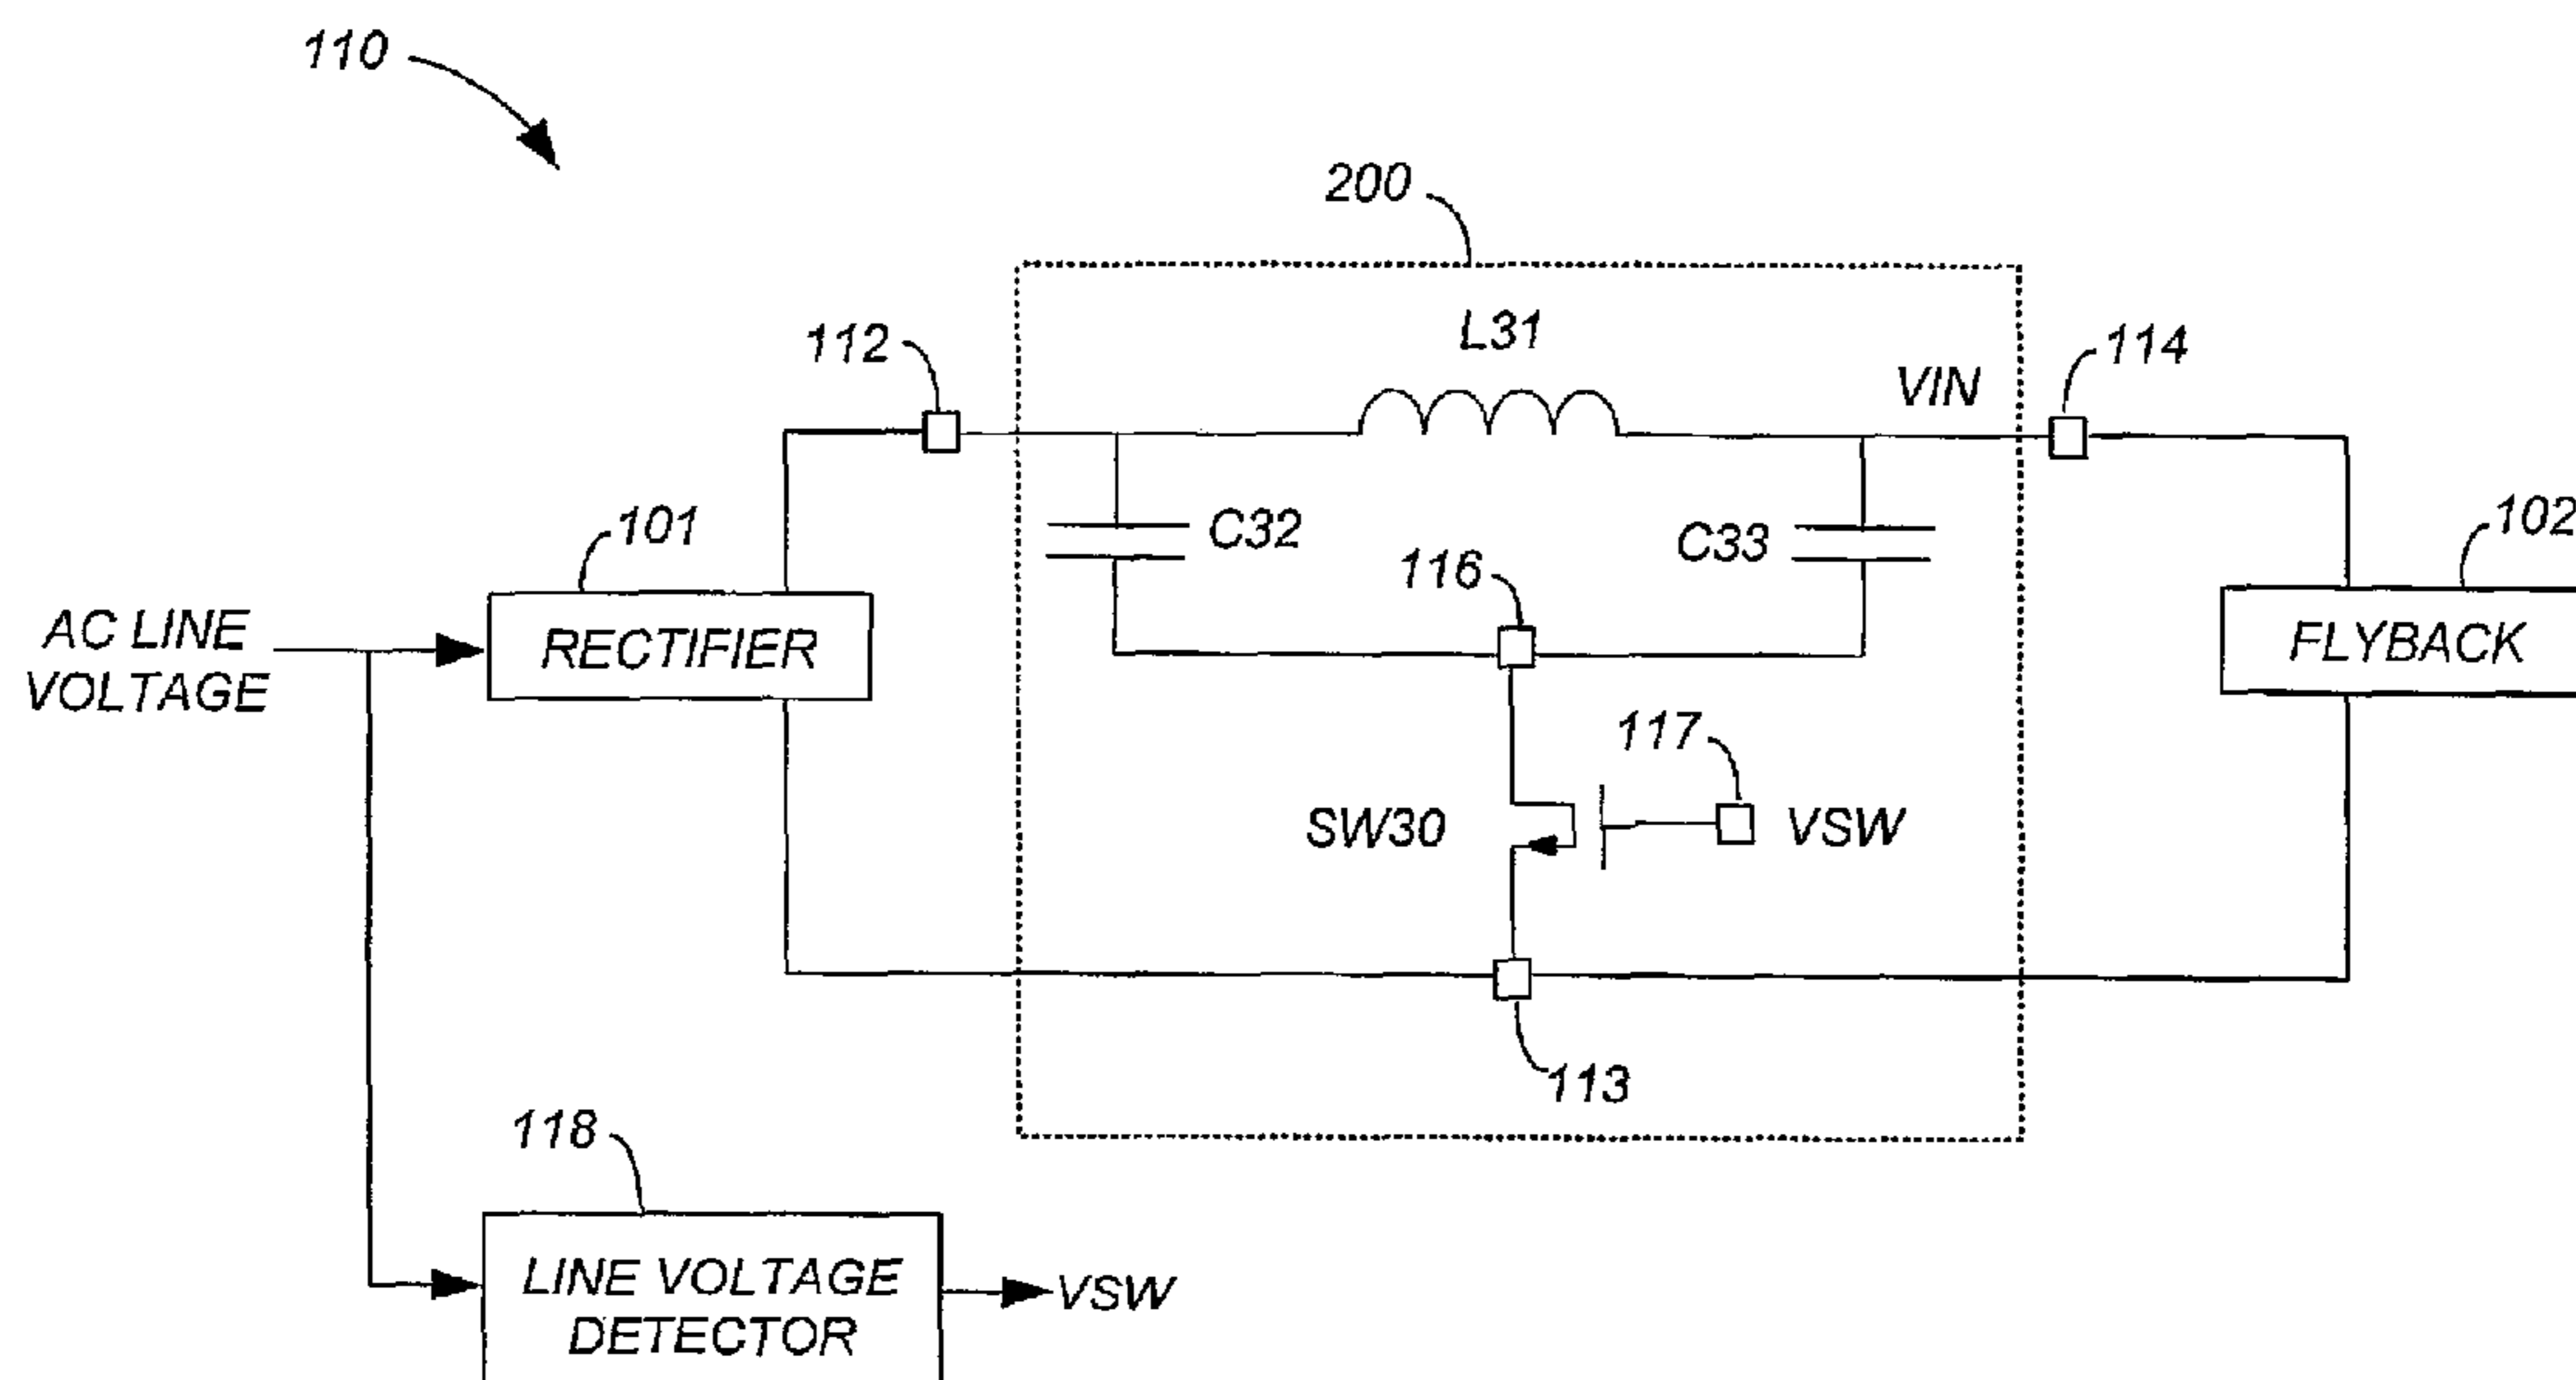 110
200
L31
112
VIN
114
101
C32
C33
102
116
AC LINE
VOLTAGE
RECTIFIER
FLYBACK
117
SW30
VSW
113
118
LINE VOLTAGE
DETECTOR
VSW